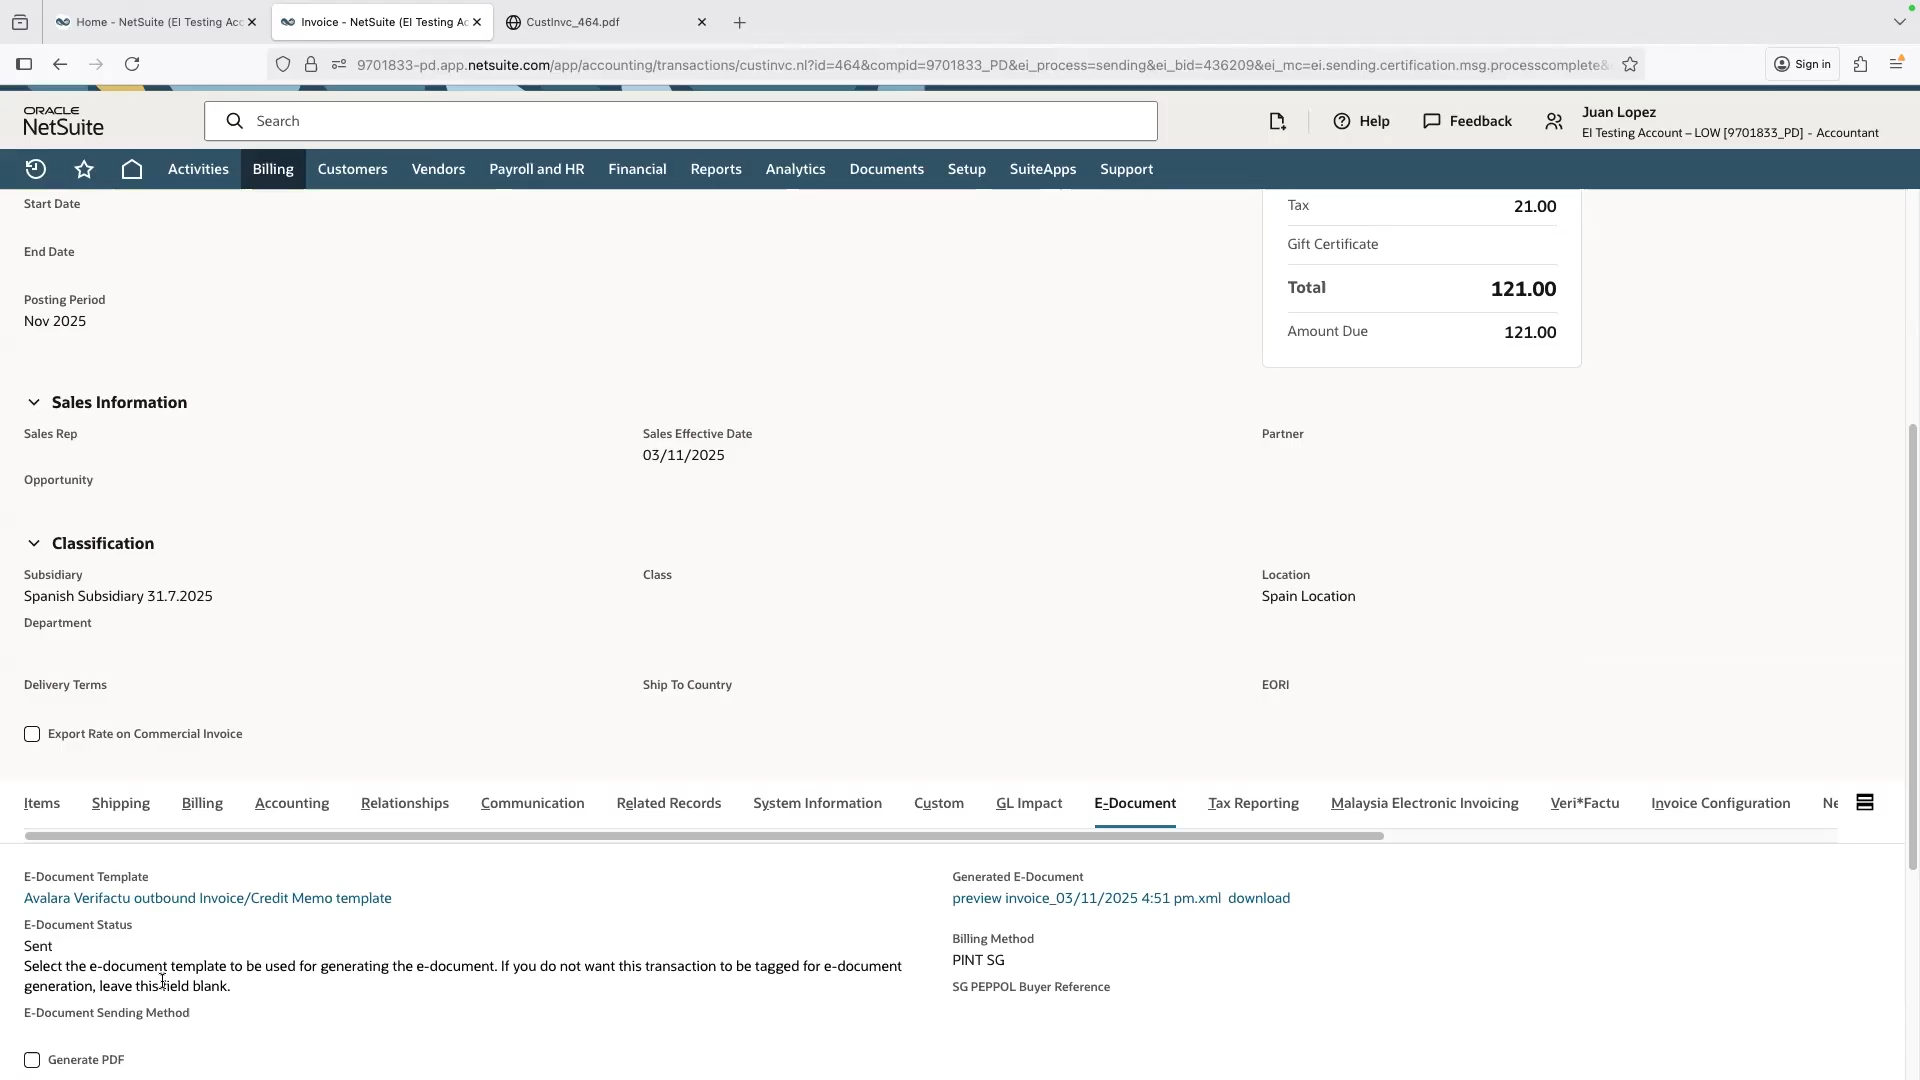 Home - NetSuite (EI Testing Acc
Invoice - NetSuite (EI Testing Ac
CustInvc_464.pdf
9701833-pd.app.netsuite.com/app/accounting/transactions/custinvc.nl?id=464&compid=9701833_PD&ei_process=sending&ei_bid=436209&ei_mc=ei.sending.certification.msg.processcomplete&
Sign in
ORACLE
NetSuite
Search
Help
Feedback
Juan Lopez
EI Testing Account – LOW [9701833_PD] - Accountant
Activities Billing Customers Vendors Payroll and HR Financial Reports Analytics Documents Setup SuiteApps Support
Start Date
Tax 21.00
Gift Certificate
End Date
Total 121.00
Posting Period
Nov 2025
Amount Due 121.00
Sales Information
Sales Rep
Sales Effective Date
03/11/2025
Partner
Opportunity
Classification
Subsidiary
Spanish Subsidiary 31.7.2025
Class
Location
Spain Location
Department
Delivery Terms
Ship To Country
EORI
Export Rate on Commercial Invoice
Items Shipping Billing Accounting Relationships Communication Related Records System Information Custom GL Impact E-Document Tax Reporting Malaysia Electronic Invoicing Veri*Factu Invoice Configuration Ne
E-Document Template
Avalara Verifactu outbound Invoice/Credit Memo template
E-Document Status
Sent
Select the e-document template to be used for generating the e-document. If you do not want this transaction to be tagged for e-document
generation, leave this field blank.
E-Document Sending Method
Generate PDF
Generated E-Document
preview invoice_03/11/2025 4:51 pm.xml download
Billing Method
PINT SG
SG PEPPOL Buyer Reference